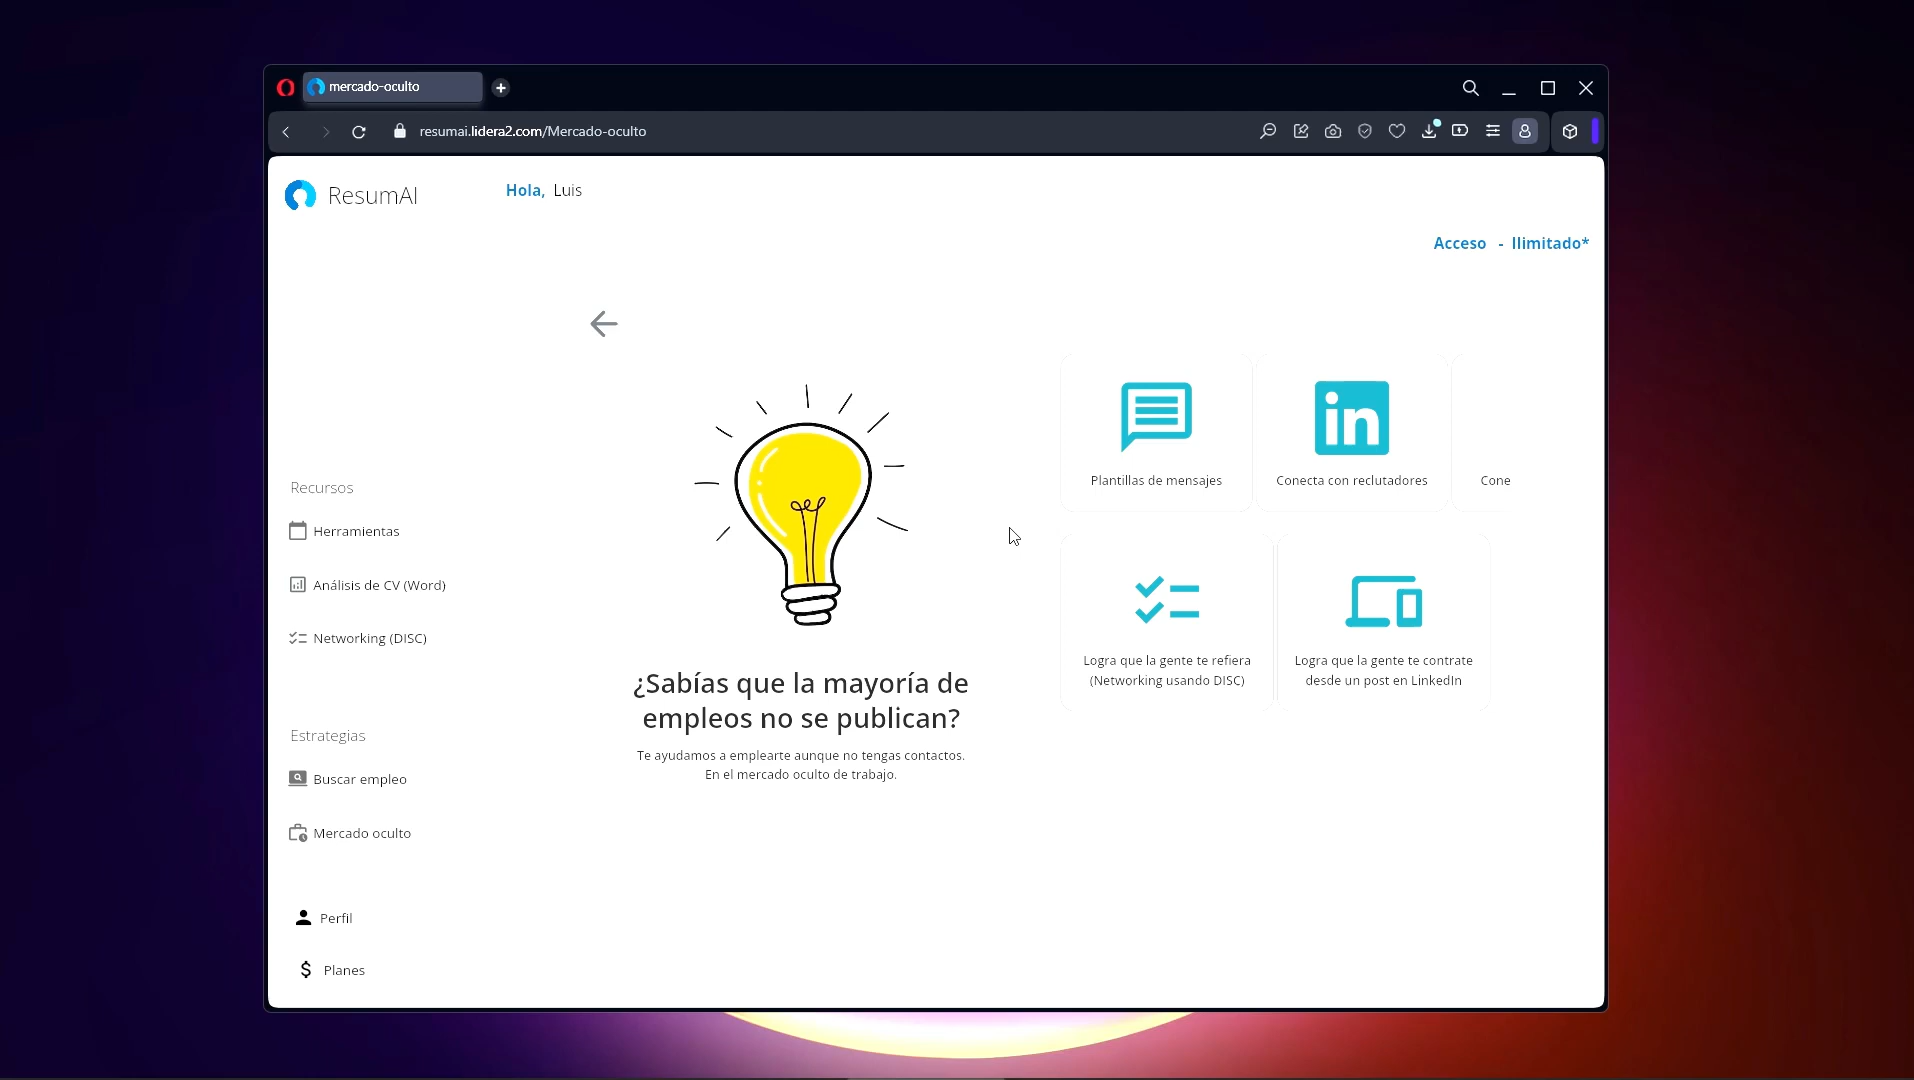 mercado-oculto
resumai.lidera2.com/Mercado-oculto
ResumAI
Hola, Luis
Acceso - Ilimitado*
Recursos
Herramientas
Análisis de CV (Word)
Networking (DISC)
Estrategias
Buscar empleo
Mercado oculto
Perfil
Planes
¿Sabías que la mayoría de
empleos no se publican?
Te ayudamos a emplearte aunque no tengas contactos.
En el mercado oculto de trabajo.
Plantillas de mensajes
in
Conecta con reclutadores
Cone
Logra que la gente te refiera
(Networking usando DISC)
Logra que la gente te contrate
desde un post en LinkedIn